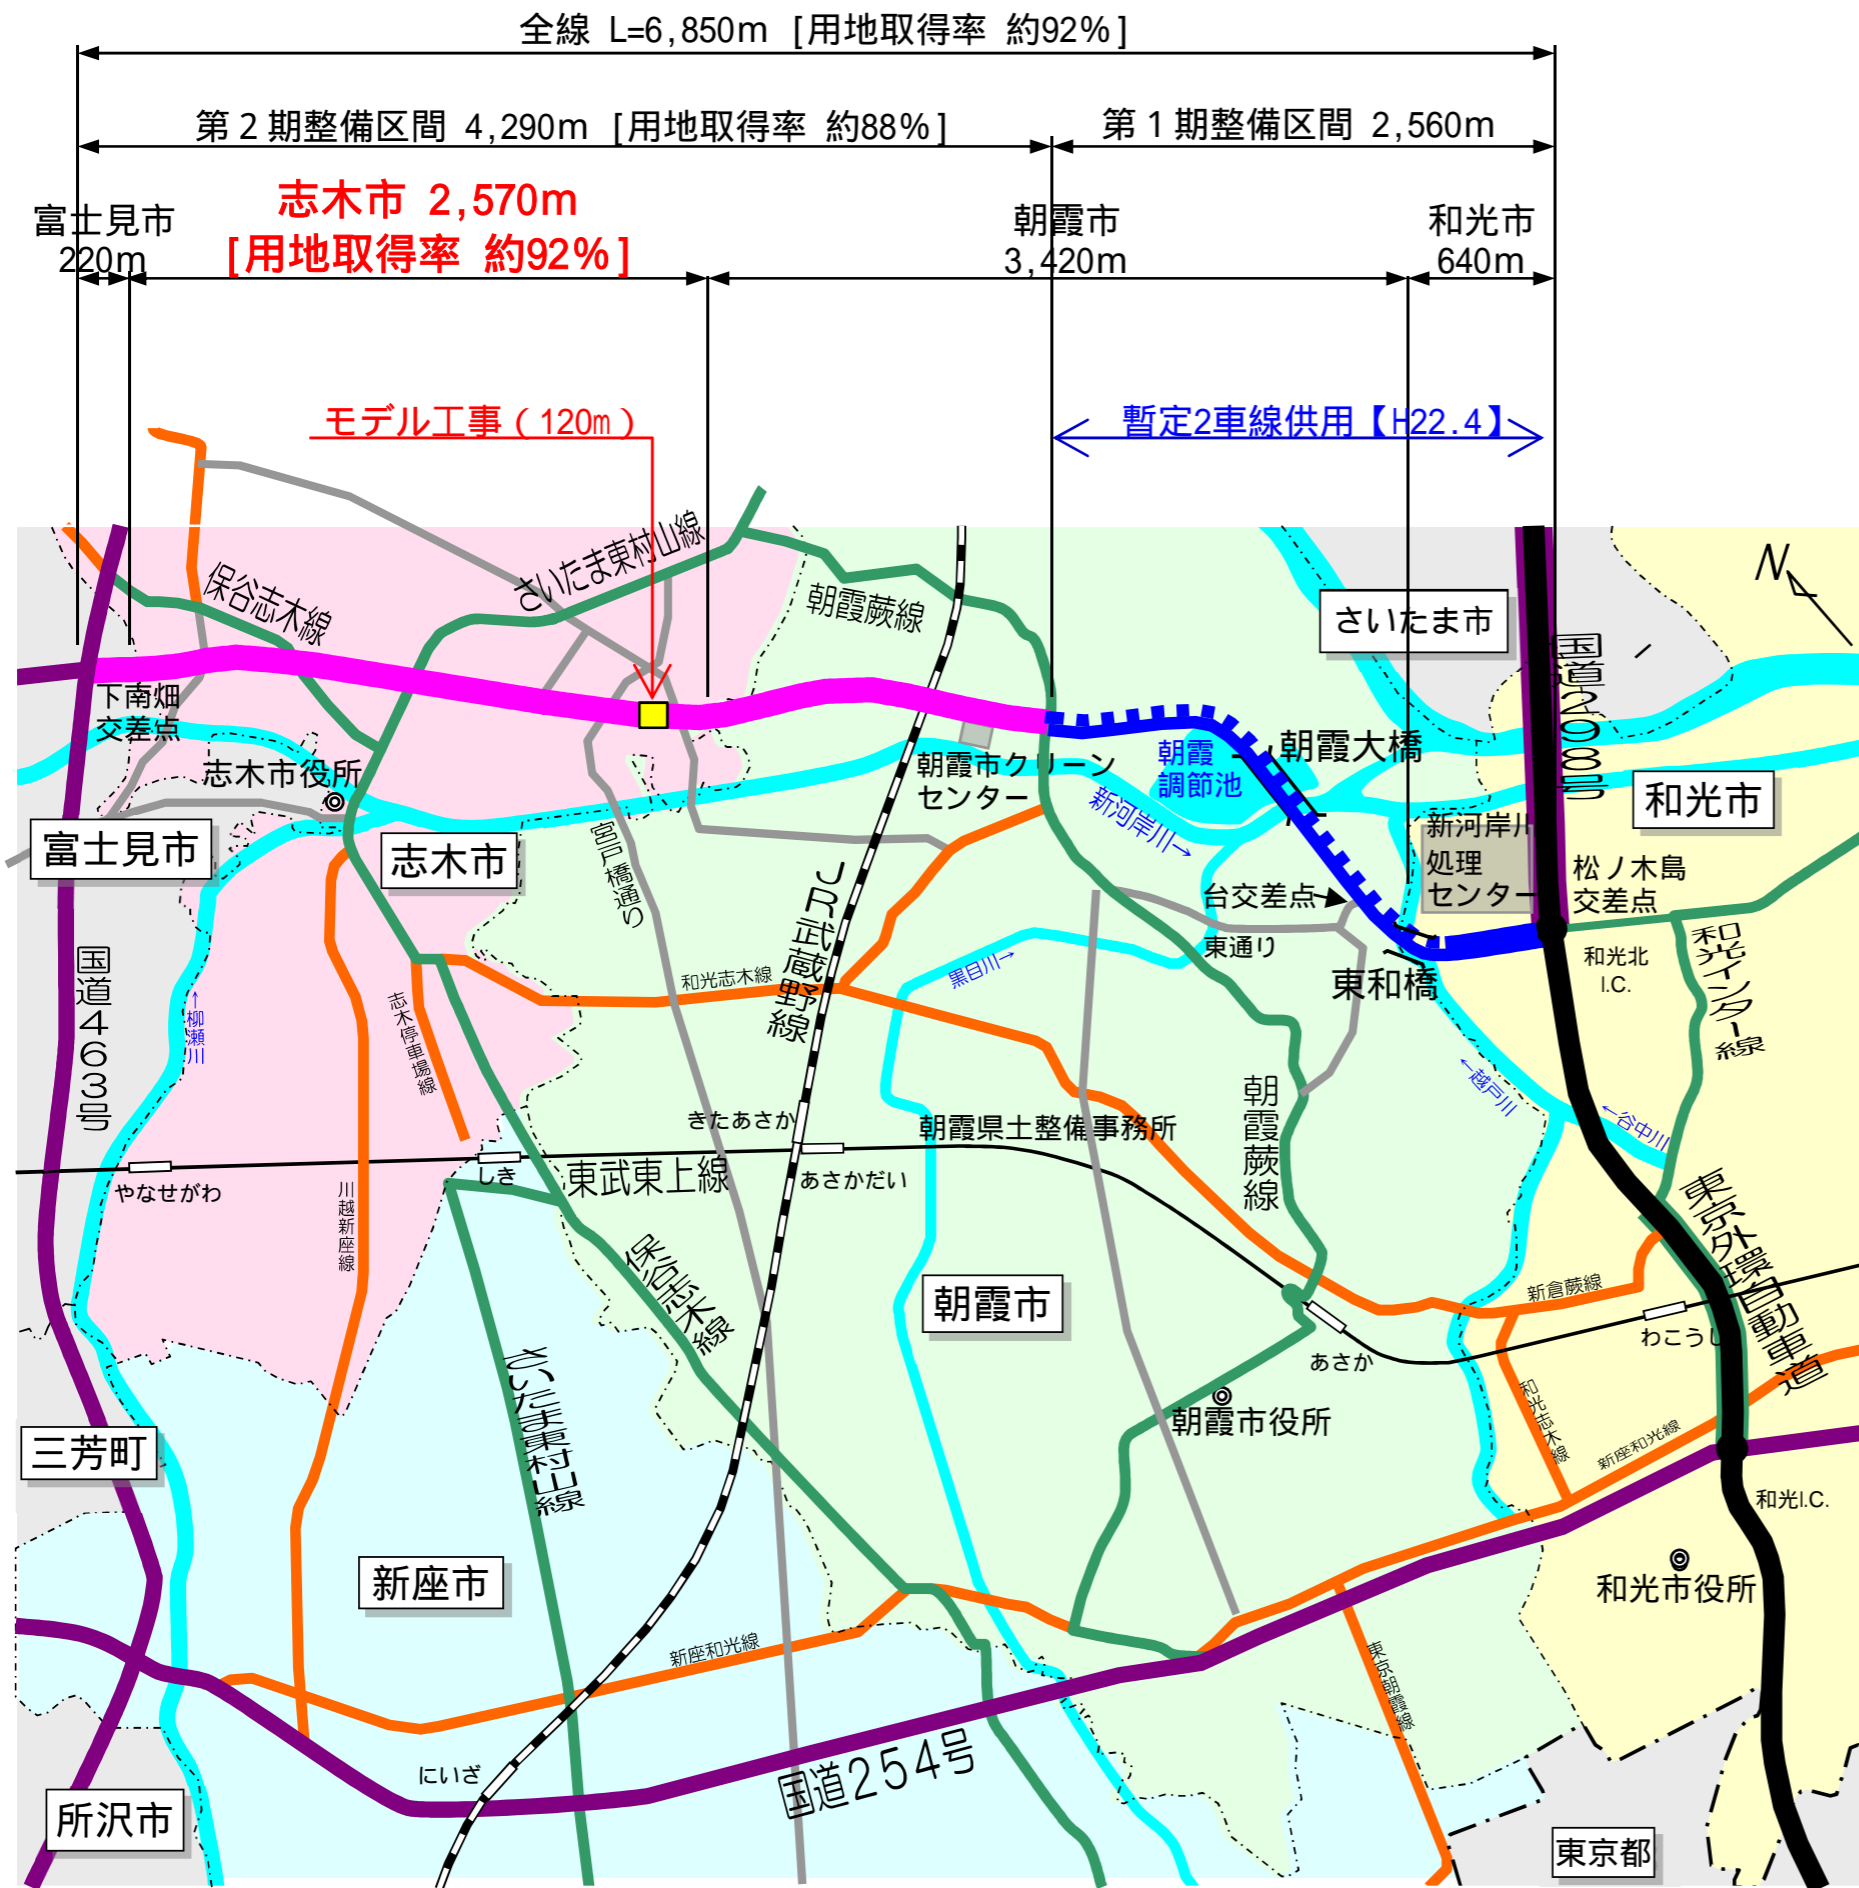 全線 L=6,850m [用地取得率 約92%]
第２期整備区間 4,290m [用地取得率 約88%]
第１期整備区間 2,560m
富士見市
220m
志木市 2,570m
[用地取得率 約92%]
朝霞市
3,420m
和光市
640m
モデル工事（120m）
暫定2車線供用【H22.4】
保谷志木線
さいたま東村山線
朝霞蕨線
N
さいたま市
国道298号
下南畑
交差点
志木市役所
朝霞市クリーン
センター
朝霞
調節池
朝霞大橋
和光市
富士見市
志木市
宮戸橋通り
JR武蔵野線
新河岸川→
新河岸川
処理
センター
松ノ木島
交差点
台交差点
東通り
東和橋
和光北
I.C.
和光インター線
国道463号
←柳瀬川
志木停車場線
和光志木線
黒目川→
←越戸川
←谷中川
きたあさか
朝霞県土整備事務所
朝霞蕨線
やなせがわ
しき
東武東上線
あさかだい
川越新座線
保谷志木線
東京外環自動車道
朝霞市
新倉蕨線
わこうし
あさか
さいたま東村山線
朝霞市役所
和光志木線
新座和光線
三芳町
和光I.C.
新座市
和光市役所
新座和光線
東京朝霞線
にいざ
国道254号
所沢市
東京都